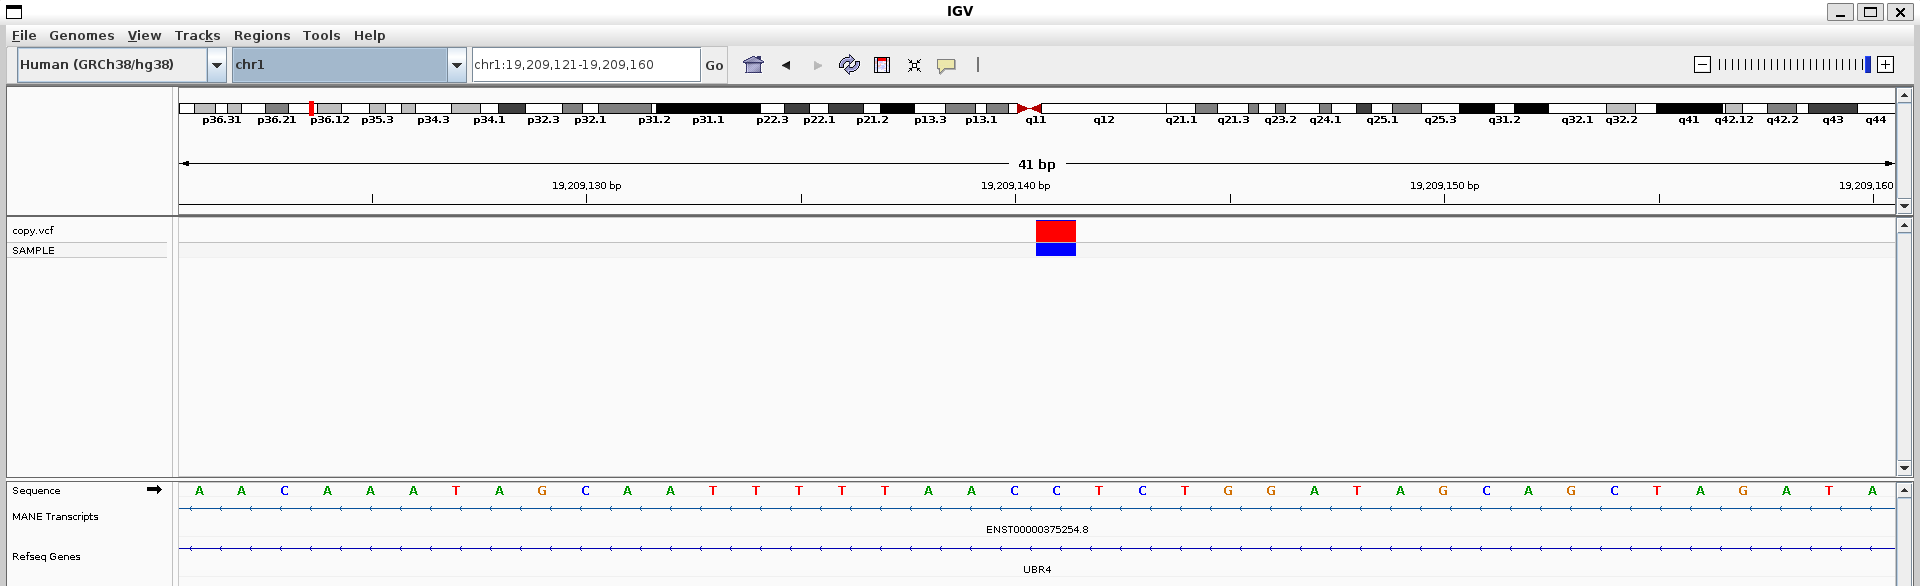 IGV
File Genomes View Tracks Regions Tools Help
Human (GRCh38/hg38) chr1 chr1:19,209,121-19,209,160 Go
p36.31 p36.21 p36.12 p35.3 p34.3 p34.1 p32.3 p32.1 p31.2 p31.1 p22.3 p22.1 p21.2 p13.3 p13.1 q11 q12 q21.1 q21.3 q23.2 q24.1 q25.1 q25.3 q31.2 q32.1 q32.2 q41 q42.12 q42.2 q43 q44
41 bp
19,209,130 bp 19,209,140 bp 19,209,150 bp 19,209,160
copy.vcf
SAMPLE
Sequence A A C A A A T A G C A A T T T T T A A C C T C T G G A T A G C A G C T A G A T A
MANE Transcripts
ENST00000375254.8
Refseq Genes
UBR4